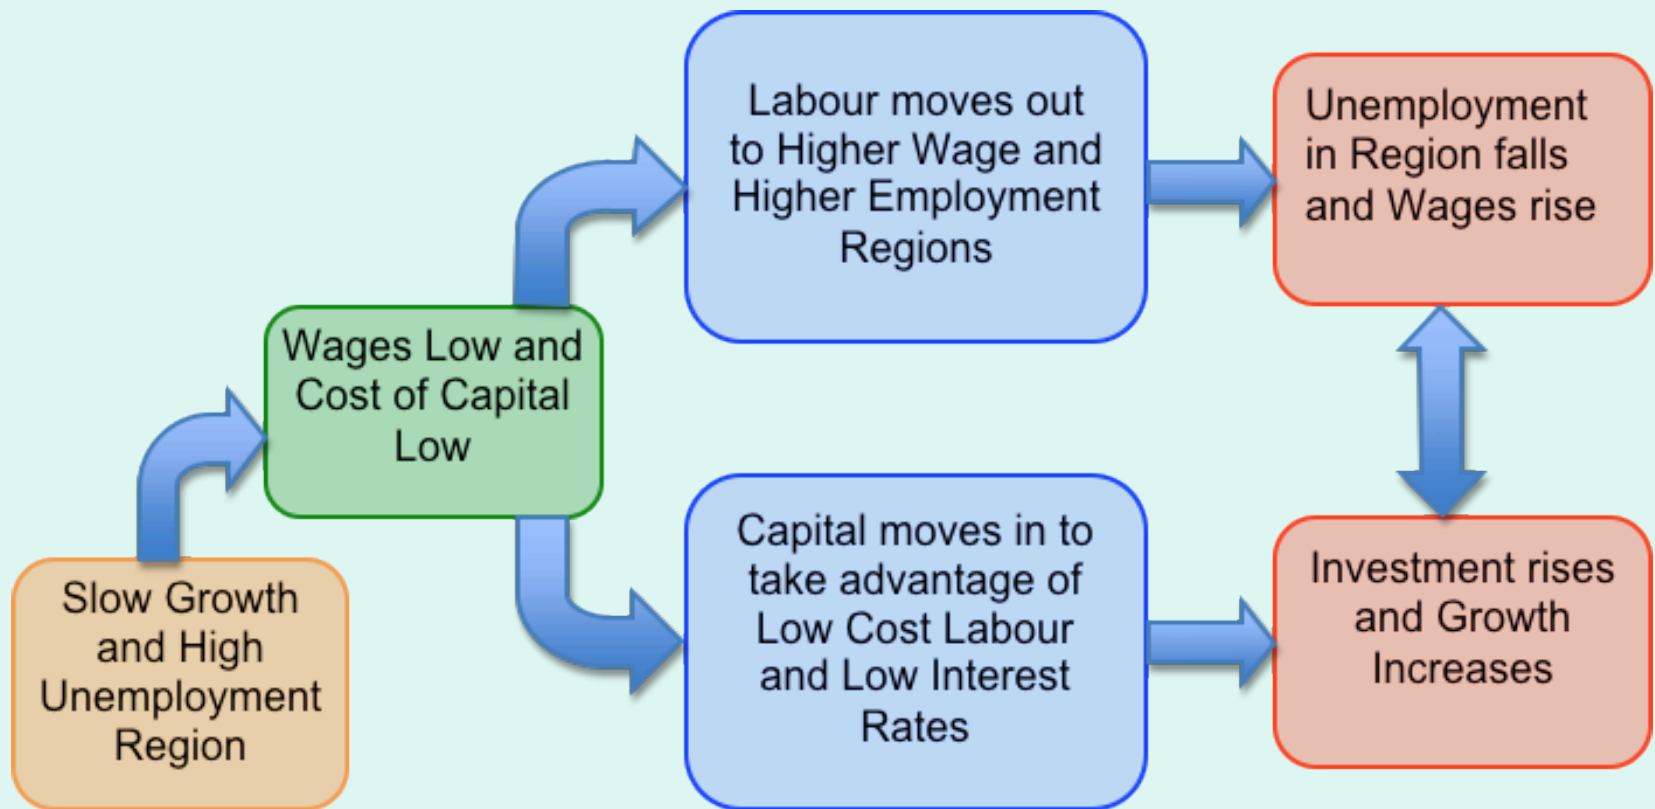 Slow Growth
and High
Unemployment
Region
Wages Low and
Cost of Capital
Low
Labour moves out
to Higher Wage and
Higher Employment
Regions
Unemployment
in Region falls
and Wages rise
Capital moves in to
take advantage of
Low Cost Labour
and Low Interest
Rates
Investment rises
and Growth
Increases